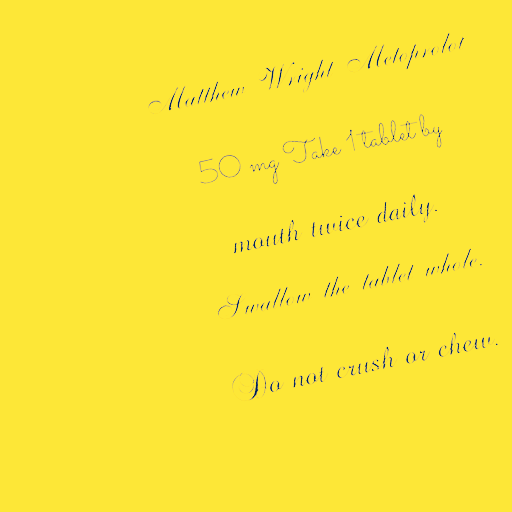 Matthew Wright Metoprolot
50 mg Take 1 tablet by
mouth twice daily.
Swallow the tablet whole.
Do not crush or chew.